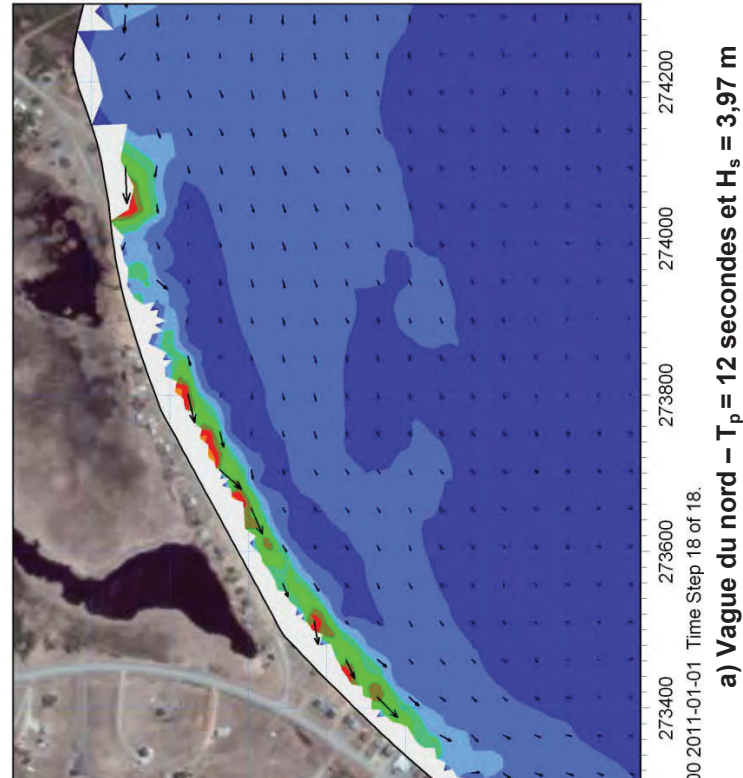 273400 273600 273800 274000 274200
00 2011-01-01 Time Step 18 of 18.
a) Vague du nord – Tp = 12 secondes et Hs = 3,97 m